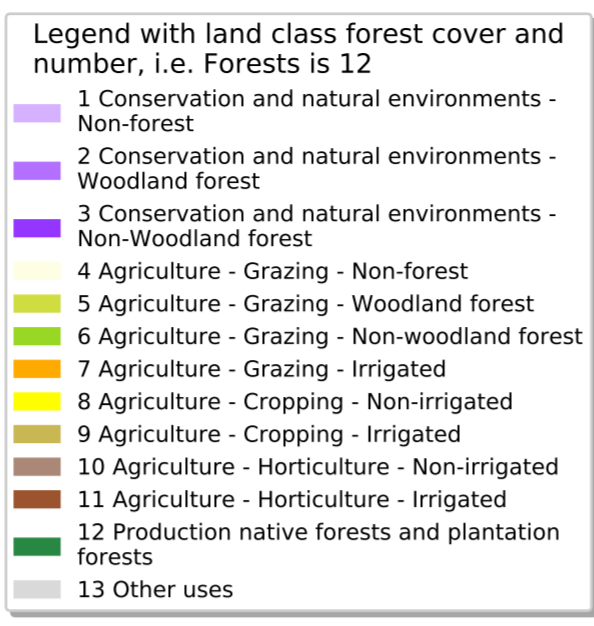 Legend with land class forest cover and
number, i.e. Forests is 12
1 Conservation and natural environments -
Non-forest
2 Conservation and natural environments -
Woodland forest
3 Conservation and natural environments -
Non-Woodland forest
4 Agriculture - Grazing - Non-forest
5 Agriculture - Grazing - Woodland forest
6 Agriculture - Grazing - Non-woodland forest
7 Agriculture - Grazing - Irrigated
8 Agriculture - Cropping - Non-irrigated
9 Agriculture - Cropping - Irrigated
10 Agriculture - Horticulture - Non-irrigated
11 Agriculture - Horticulture - Irrigated
12 Production native forests and plantation
forests
13 Other uses